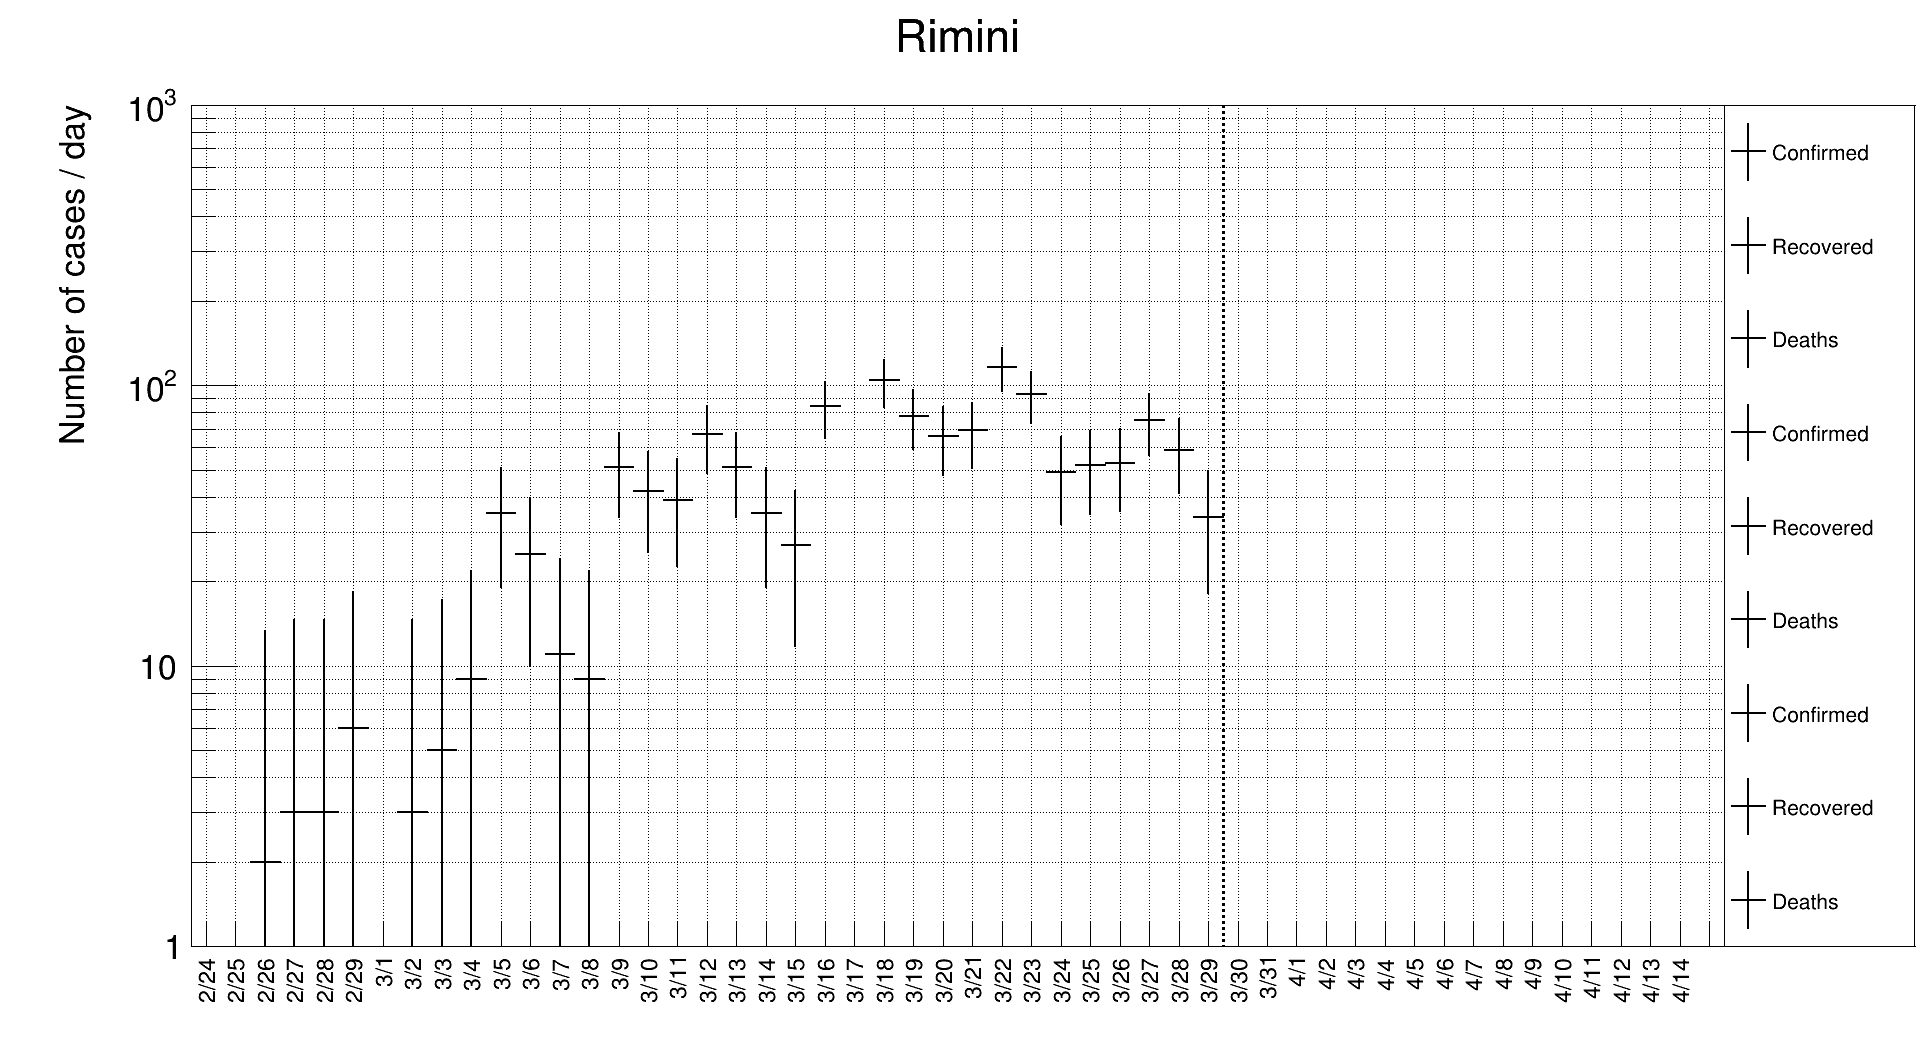 Rimini
Number of cases / day
10³
10²
10
1
2/24 2/25 2/26 2/27 2/28 2/29 3/1 3/2 3/3 3/4 3/5 3/6 3/7 3/8 3/9 3/10 3/11 3/12 3/13 3/14 3/15 3/16 3/17 3/18 3/19 3/20 3/21 3/22 3/23 3/24 3/25 3/26 3/27 3/28 3/29 3/30 3/31 4/1 4/2 4/3 4/4 4/5 4/6 4/7 4/8 4/9 4/10 4/11 4/12 4/13 4/14
Confirmed
Recovered
Deaths
Confirmed
Recovered
Deaths
Confirmed
Recovered
Deaths